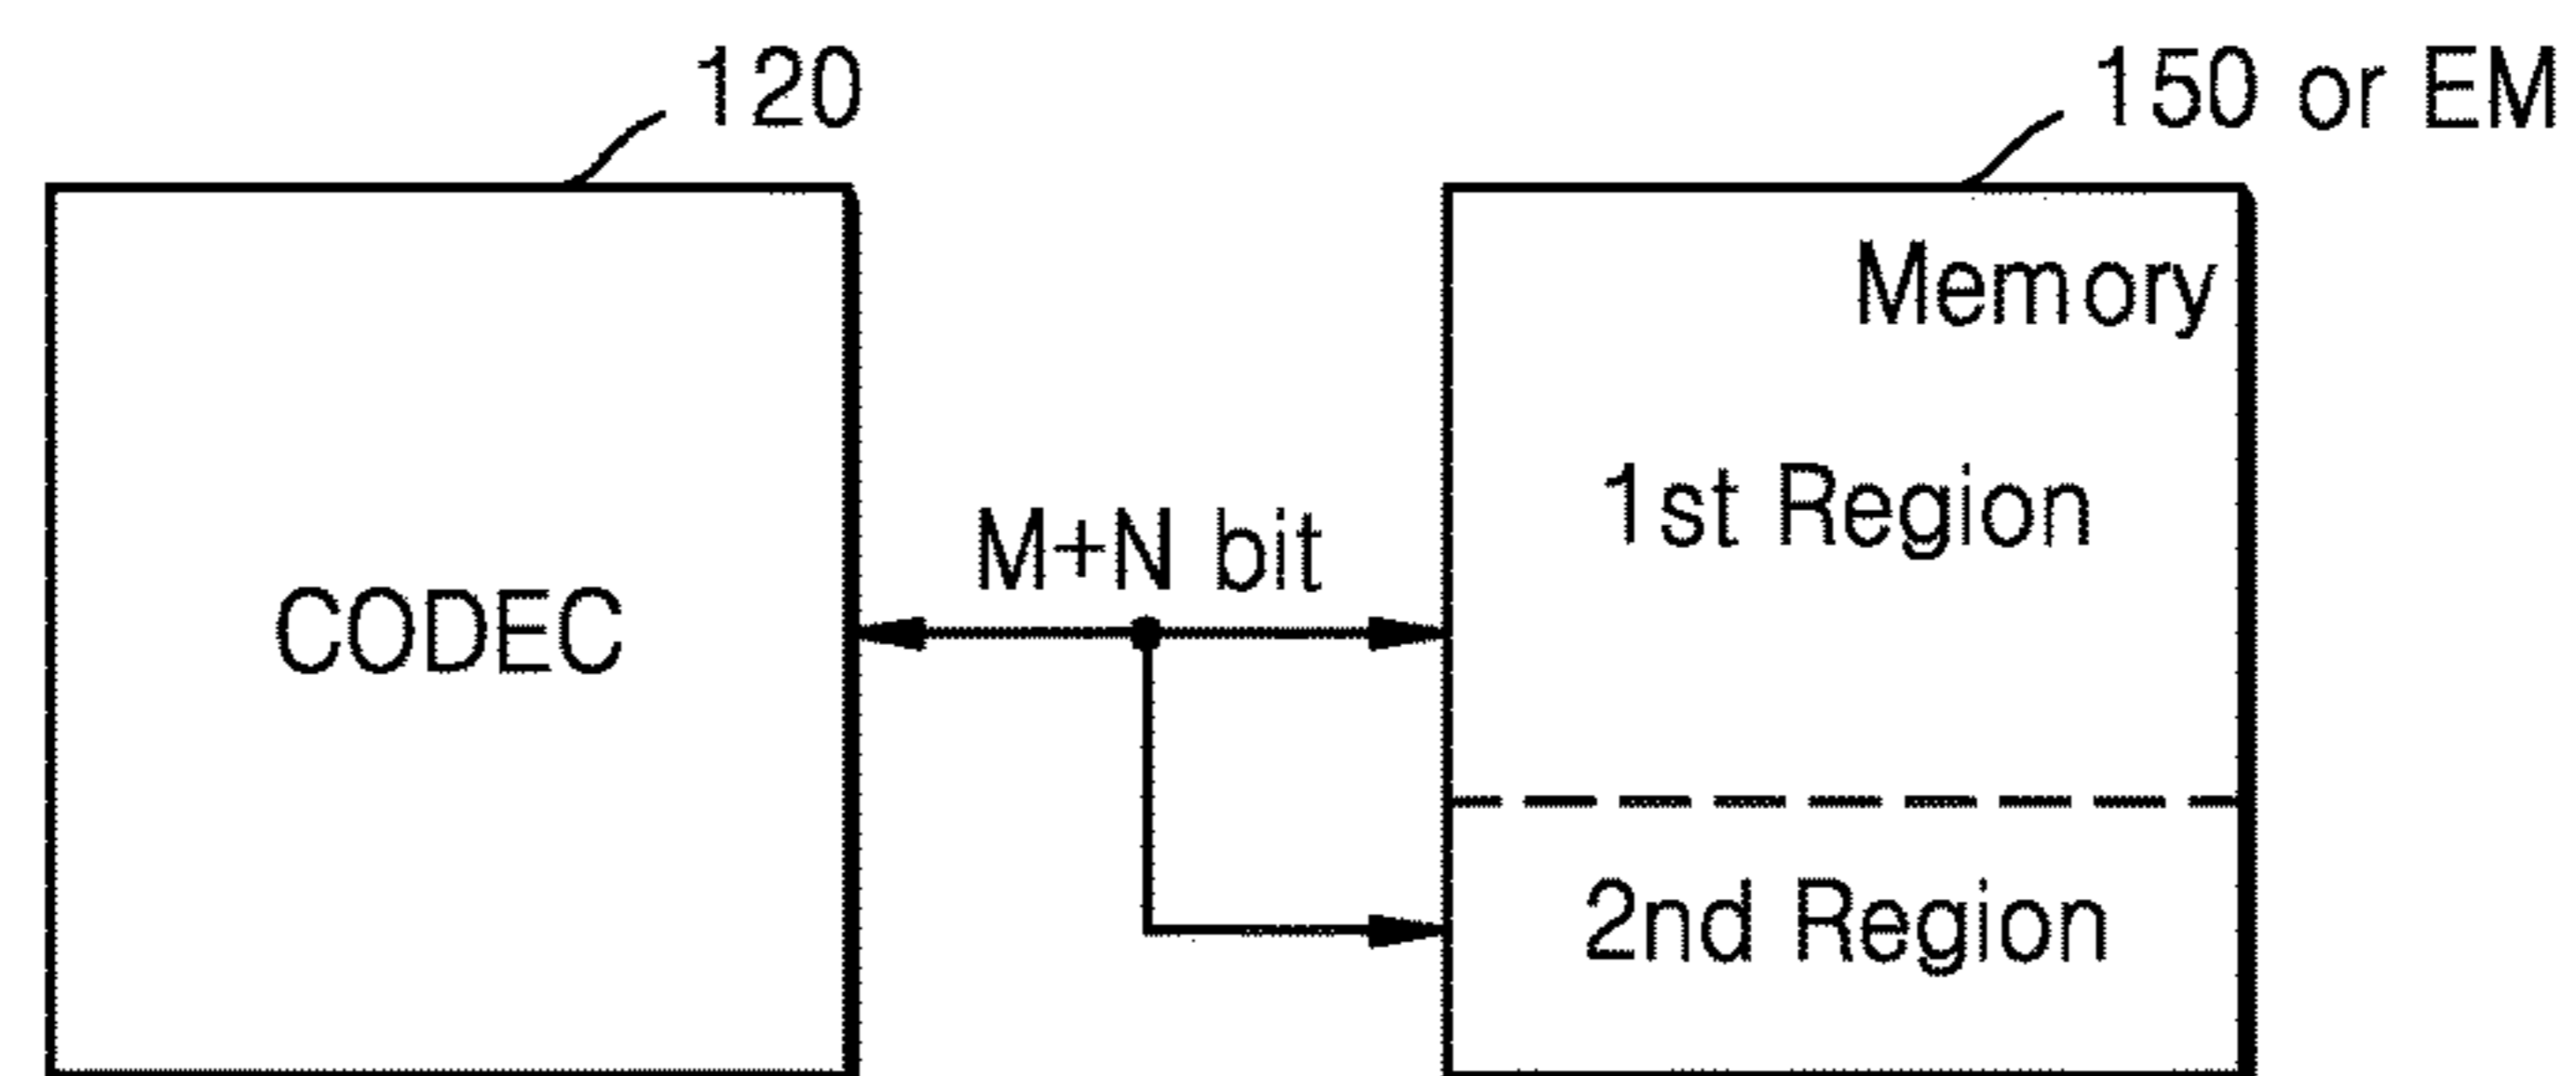 120
150 or EM
Memory
1st Region
M+N bit
CODEC
2nd Region